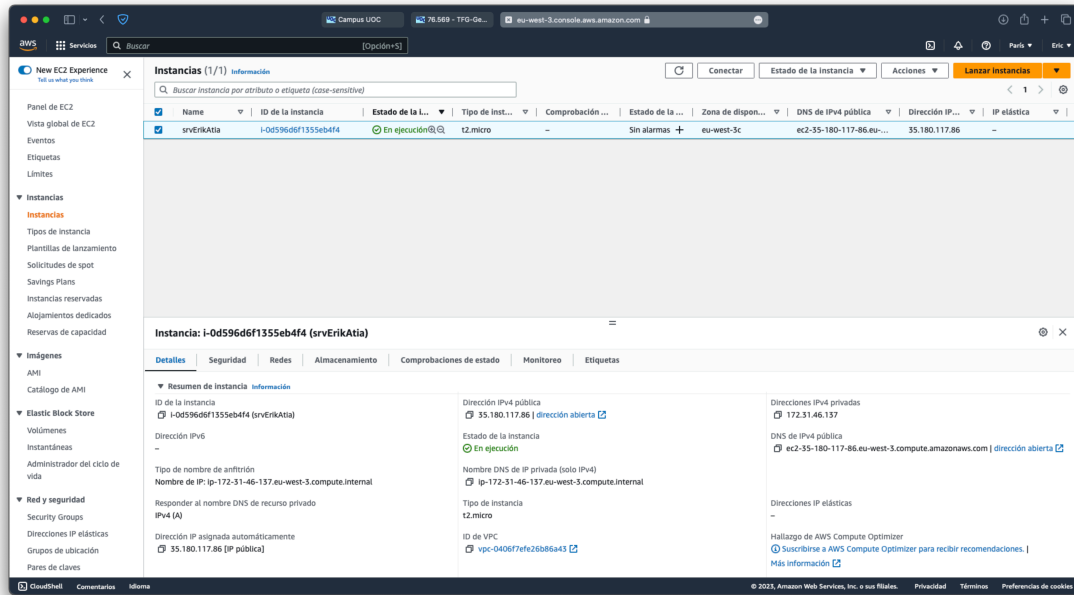 Campus UOC
76.569 - TFG-Ge...
eu-west-3.console.aws.amazon.com
aws
Servicios
Buscar
[Opción+S]
París
Eric
New EC2 Experience
Tell us what you think
Panel de EC2
Vista global de EC2
Eventos
Etiquetas
Límites
Instancias
Instancias
Tipos de instancia
Plantillas de lanzamiento
Solicitudes de spot
Savings Plans
Instancias reservadas
Alojamientos dedicados
Reservas de capacidad
Imágenes
AMI
Catálogo de AMI
Elastic Block Store
Volúmenes
Instantáneas
Administrador del ciclo de
vida
Red y seguridad
Security Groups
Direcciones IP elásticas
Grupos de ubicación
Pares de claves
Instancias (1/1) Información
Conectar
Estado de la instancia
Acciones
Lanzar instancias
Buscar instancia por atributo o etiqueta (case-sensitive)
1
Name | ID de la instancia | Estado de la i... | Tipo de inst... | Comprobación ... | Estado de la ... | Zona de dispon... | DNS de IPv4 pública | Dirección IP... | IP elástica
srvErikAtia i-0d596d6f1355eb4f4 En ejecución t2.micro – Sin alarmas + eu-west-3c ec2-35-180-117-86.eu-... 35.180.117.86 –
Instancia: i-0d596d6f1355eb4f4 (srvErikAtia)
Detalles Seguridad Redes Almacenamiento Comprobaciones de estado Monitoreo Etiquetas
Resumen de instancia Información
ID de la instancia
i-0d596d6f1355eb4f4 (srvErikAtia)
Dirección IPv4 pública
35.180.117.86 | dirección abierta
Direcciones IPv4 privadas
172.31.46.137
Dirección IPv6
–
Estado de la instancia
En ejecución
DNS de IPv4 pública
ec2-35-180-117-86.eu-west-3.compute.amazonaws.com | dirección abierta
Tipo de nombre de anfitrión
Nombre de IP: ip-172-31-46-137.eu-west-3.compute.internal
Nombre DNS de IP privada (solo IPv4)
ip-172-31-46-137.eu-west-3.compute.internal
Responder al nombre DNS de recurso privado
IPv4 (A)
Tipo de instancia
t2.micro
Direcciones IP elásticas
–
Dirección IP asignada automáticamente
35.180.117.86 [IP pública]
ID de VPC
vpc-0406f7efe26b86a43
Hallazgo de AWS Compute Optimizer
Suscribirse a AWS Compute Optimizer para recibir recomendaciones. |
Más información
CloudShell Comentarios Idioma
© 2023, Amazon Web Services, Inc. o sus filiales. Privacidad Términos Preferencias de cookies